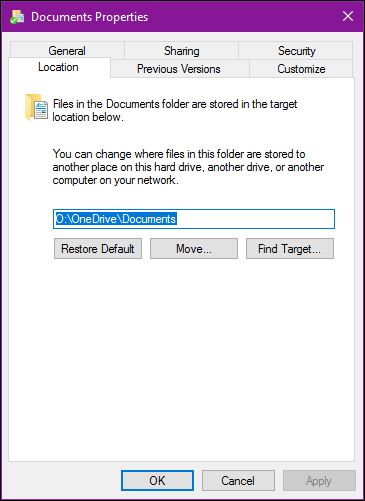 Documents Properties
General Sharing Security
Location Previous Versions Customize
Files in the Documents folder are stored in the target
location below.
You can change where files in this folder are stored to
another place on this hard drive, another drive, or another
computer on your network.
O:\OneDrive\Documents
Restore Default Move... Find Target...
OK Cancel Apply